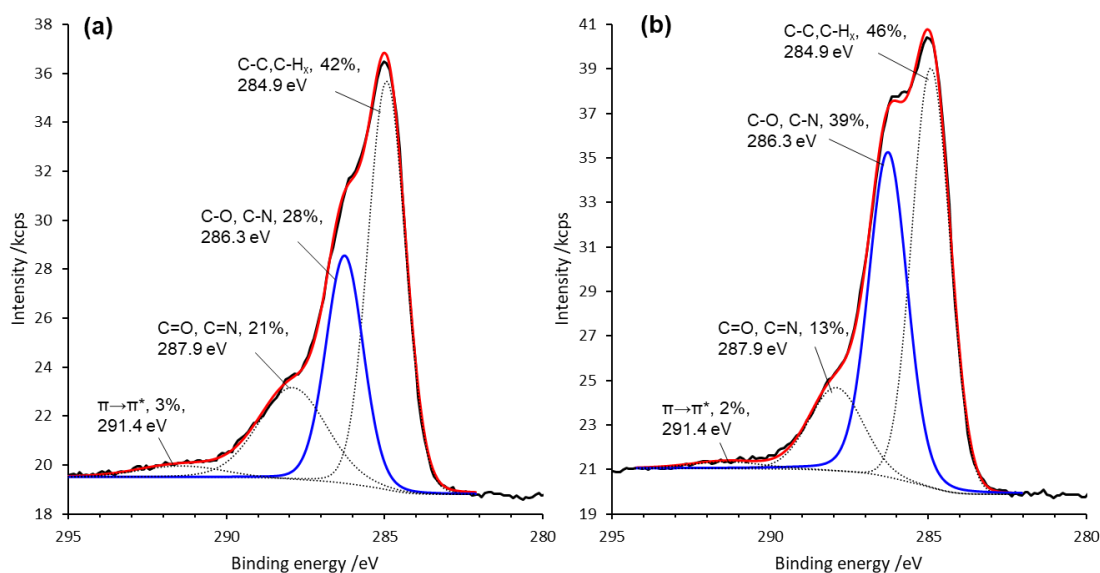 (a)
38
36
34
32
30
28
26
24
22
20
18
Intensity /kcps
C-C,C-Hₓ, 42%,
284.9 eV
C-O, C-N, 28%,
286.3 eV
C=O, C=N, 21%,
287.9 eV
π→π*, 3%,
291.4 eV
295
290
285
280
Binding energy /eV
(b)
41
39
37
35
33
31
29
27
25
23
21
19
Intensity /kcps
C-C,C-Hₓ, 46%,
284.9 eV
C-O, C-N, 39%,
286.3 eV
C=O, C=N, 13%,
287.9 eV
π→π*, 2%,
291.4 eV
295
290
285
280
Binding energy /eV